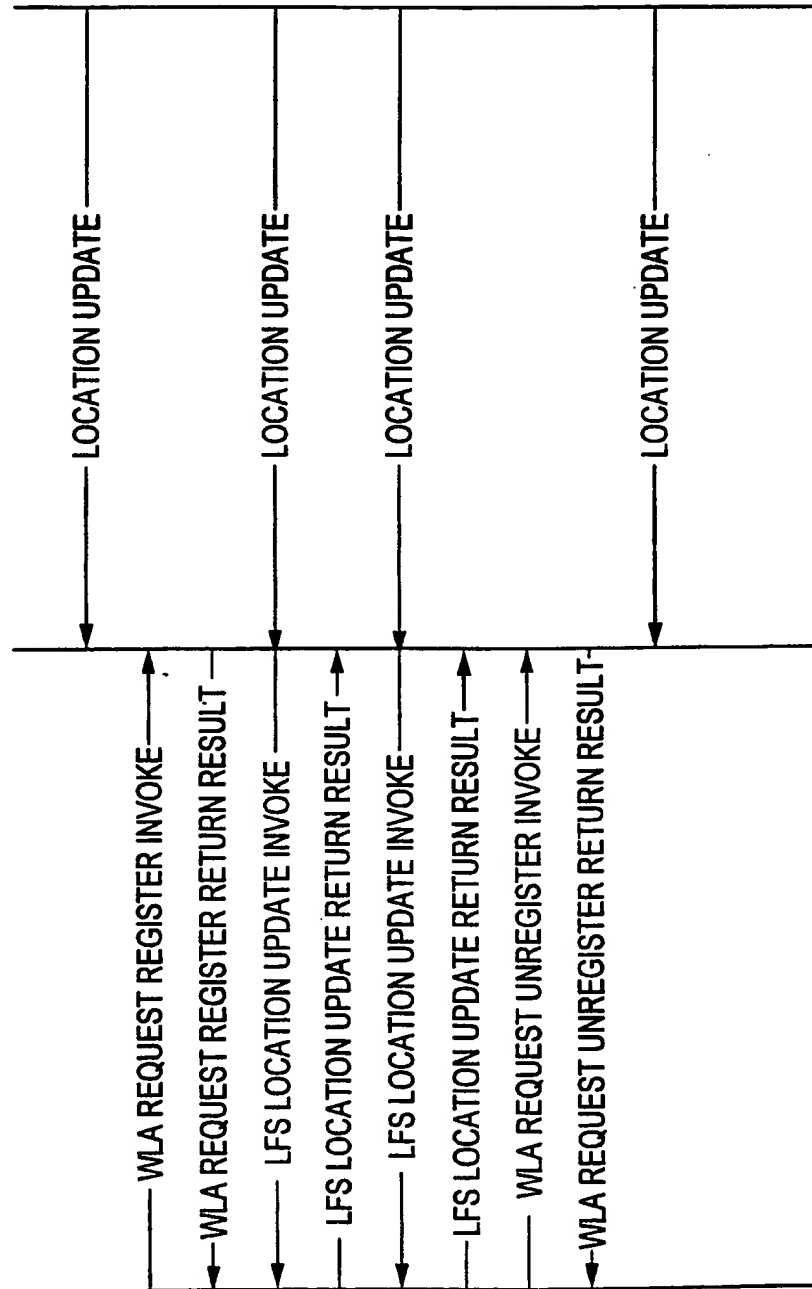 LOCATION UPDATE
WLA REQUEST REGISTER INVOKE
WLA REQUEST REGISTER RETURN RESULT
LOCATION UPDATE
LFS LOCATION UPDATE INVOKE
LFS LOCATION UPDATE RETURN RESULT
LOCATION UPDATE
LFS LOCATION UPDATE INVOKE
LFS LOCATION UPDATE RETURN RESULT
WLA REQUEST UNREGISTER INVOKE
WLA REQUEST UNREGISTER RETURN RESULT
LOCATION UPDATE